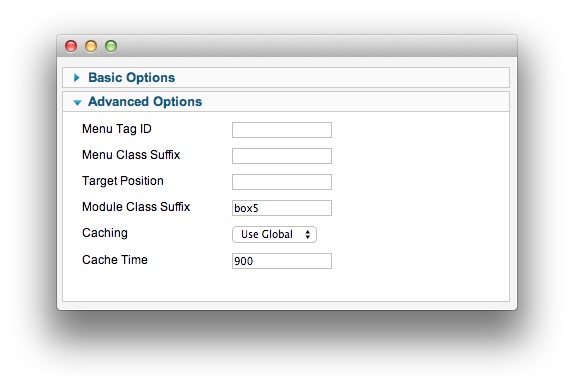 Basic Options
Advanced Options
Menu Tag ID
Menu Class Suffix
Target Position
Module Class Suffix box5
Caching Use Global
Cache Time 900